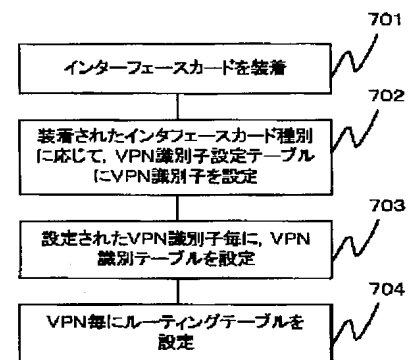 701
インターフェースカードを装着
702
装着されたインタフェースカード種別
に応じて，VPN識別子設定テーブル
にVPN識別子を設定
703
設定されたVPN識別子毎に，VPN
識別テーブルを設定
704
VPN毎にルーティングテーブルを
設定